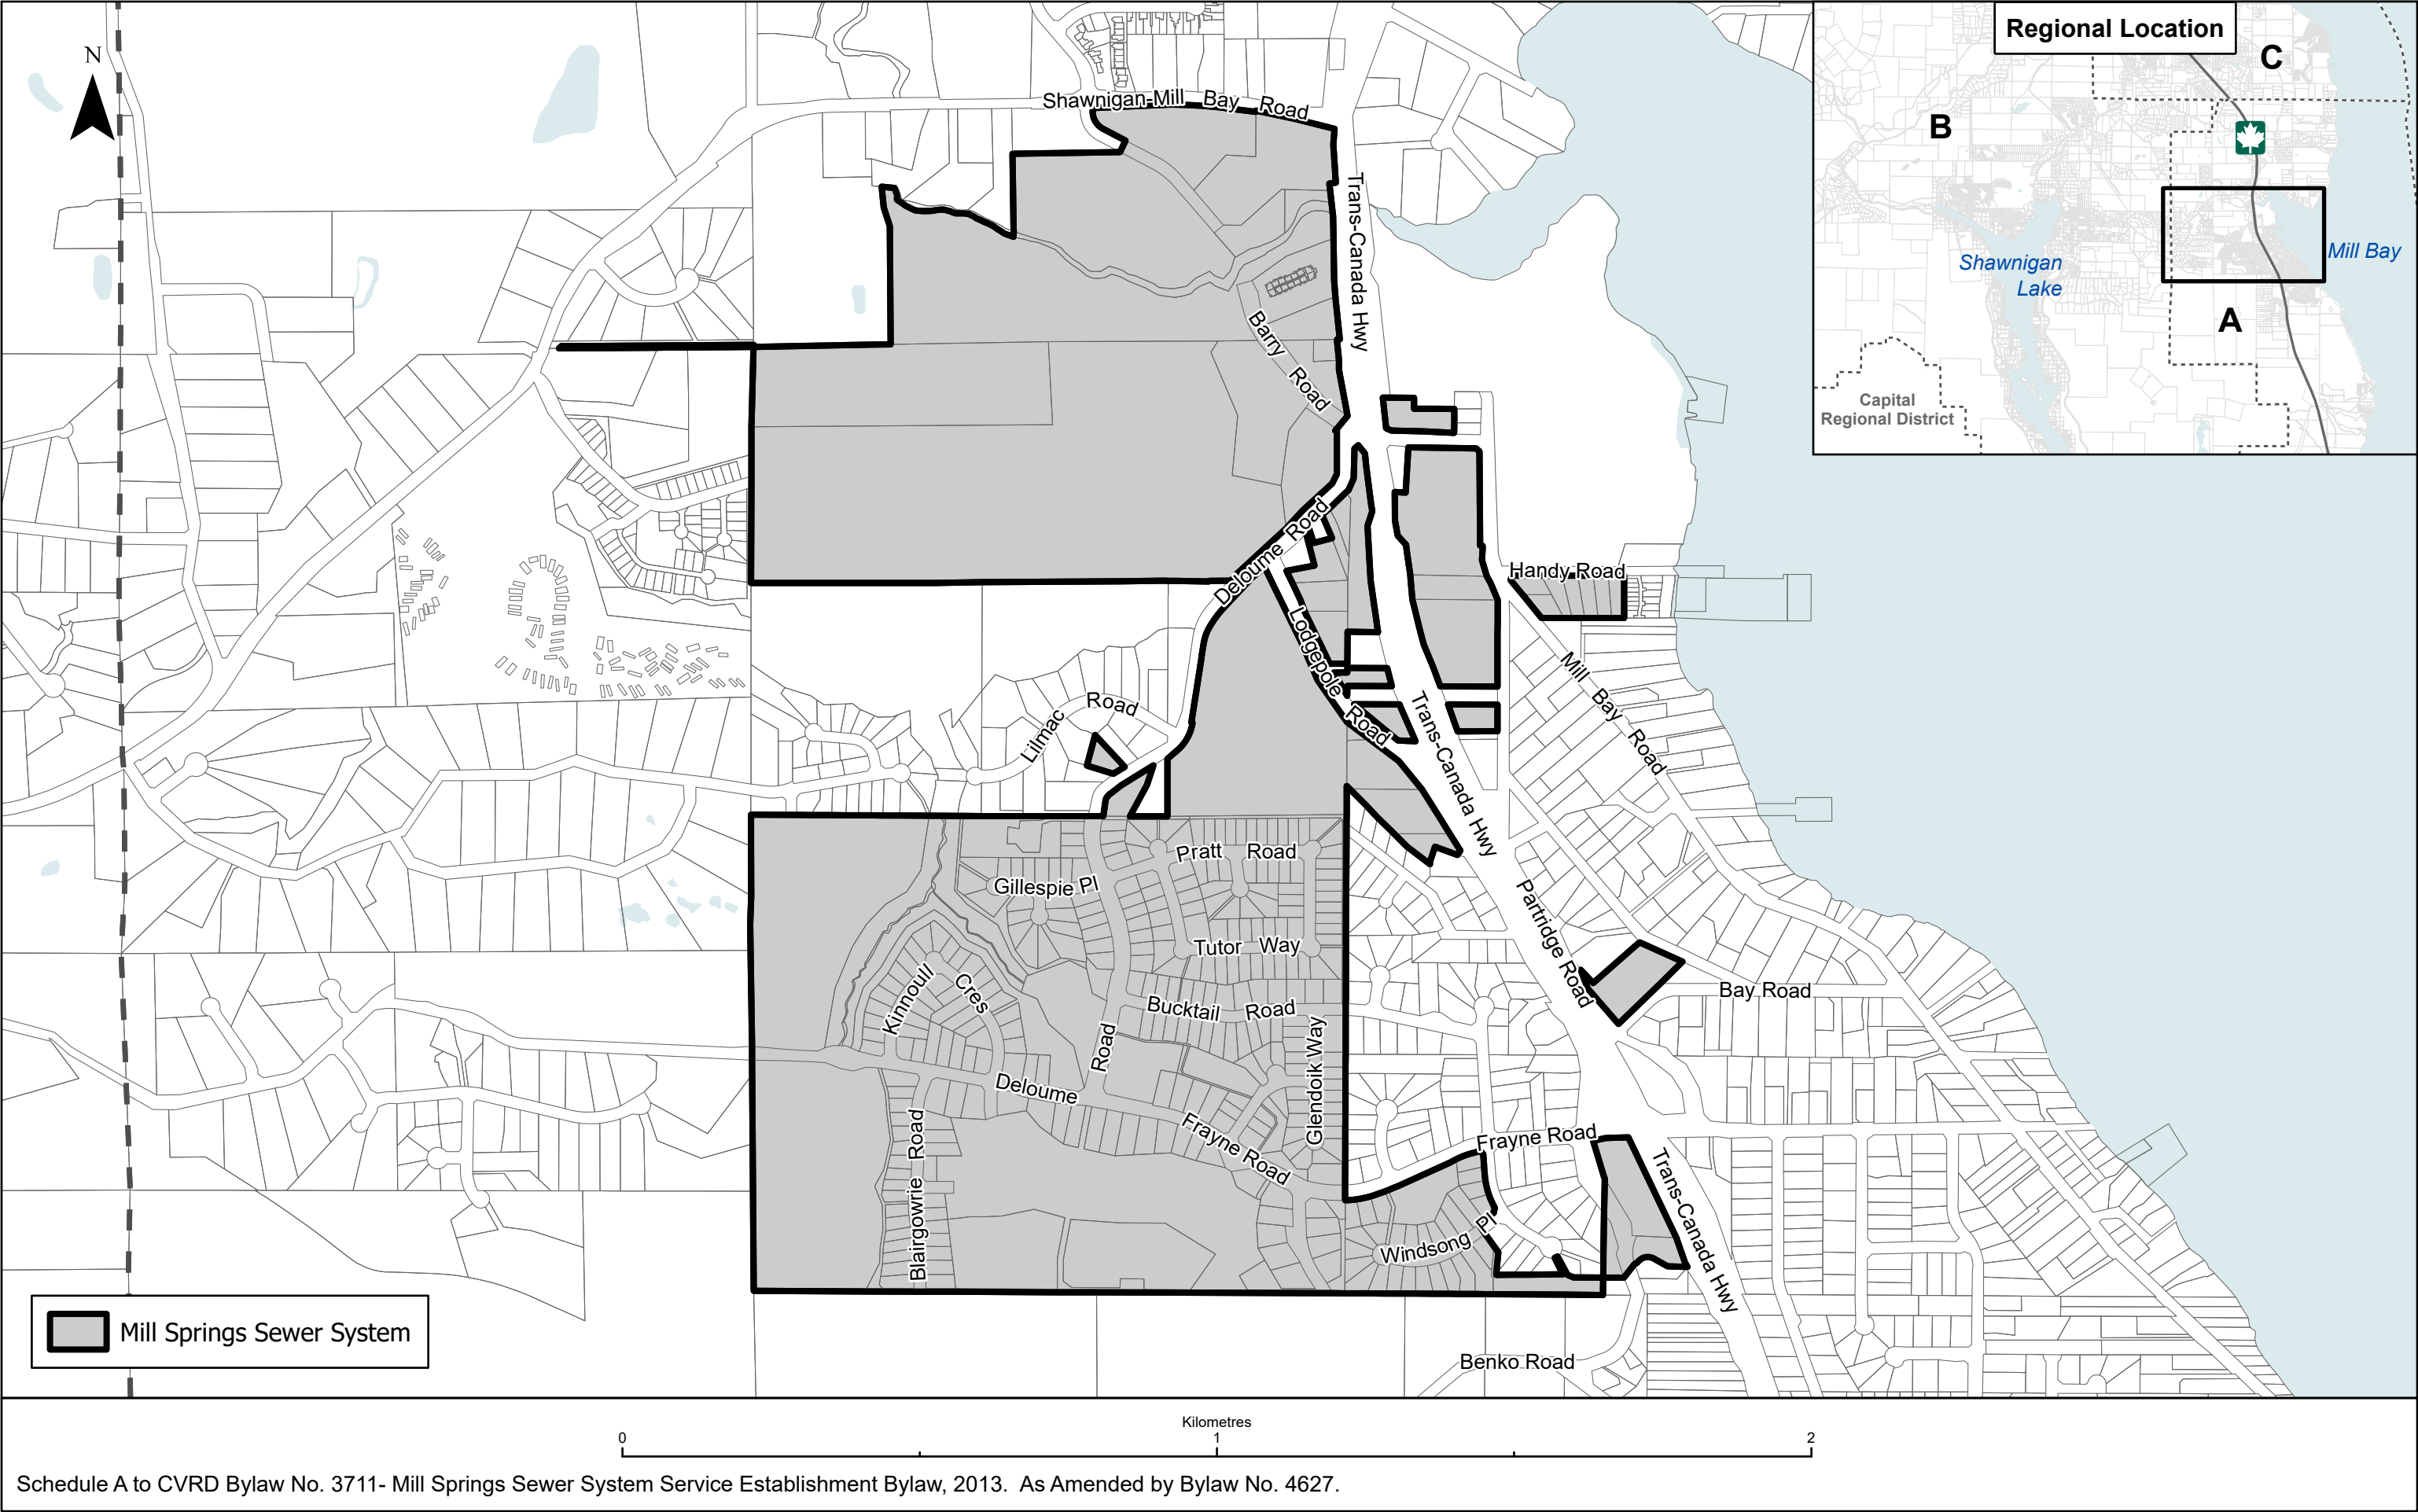 N
Shawnigan-Mill Bay Road
Trans-Canada Hwy
Barry Road
Deloume Road
Lodgepole Road
Handy Road
Mill Bay Road
Lilmac Road
Trans-Canada Hwy
Pratt Road
Gillespie Pl
Tutor Way
Kinnoull Cres
Bucktail Road
Partridge Road
Bay Road
Glendoik Way
Deloume Road
Frayne Road
Frayne Road
Blairgowrie Road
Windsong Pl
Trans-Canada Hwy
Benko Road
Regional Location
C
B
Shawnigan
Lake
Mill Bay
A
Capital
Regional District
Mill Springs Sewer System
Kilometres
0 1 2
Schedule A to CVRD Bylaw No. 3711- Mill Springs Sewer System Service Establishment Bylaw, 2013. As Amended by Bylaw No. 4627.